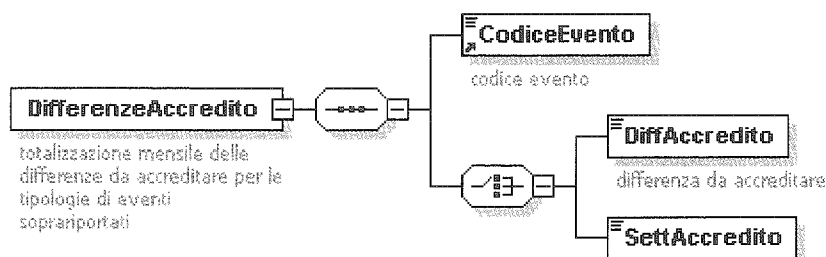 CodiceEvento
codice evento
DifferenzeAccredito
totalizzazione mensile delle
differenze da accreditare per le
tipologie di eventi
soprariportati
DiffAccredito
differenza da accreditare
SettAccredito